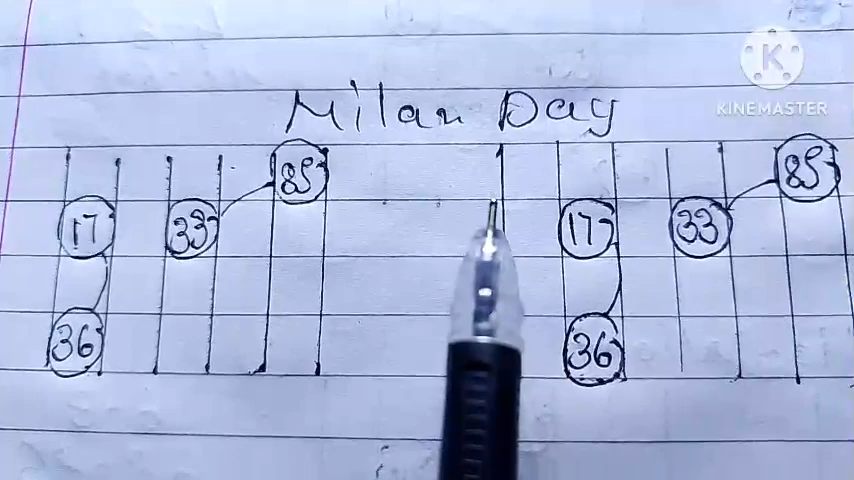 K
KINEMASTER
Milan Day
85 85
17 33 17 33
36 36